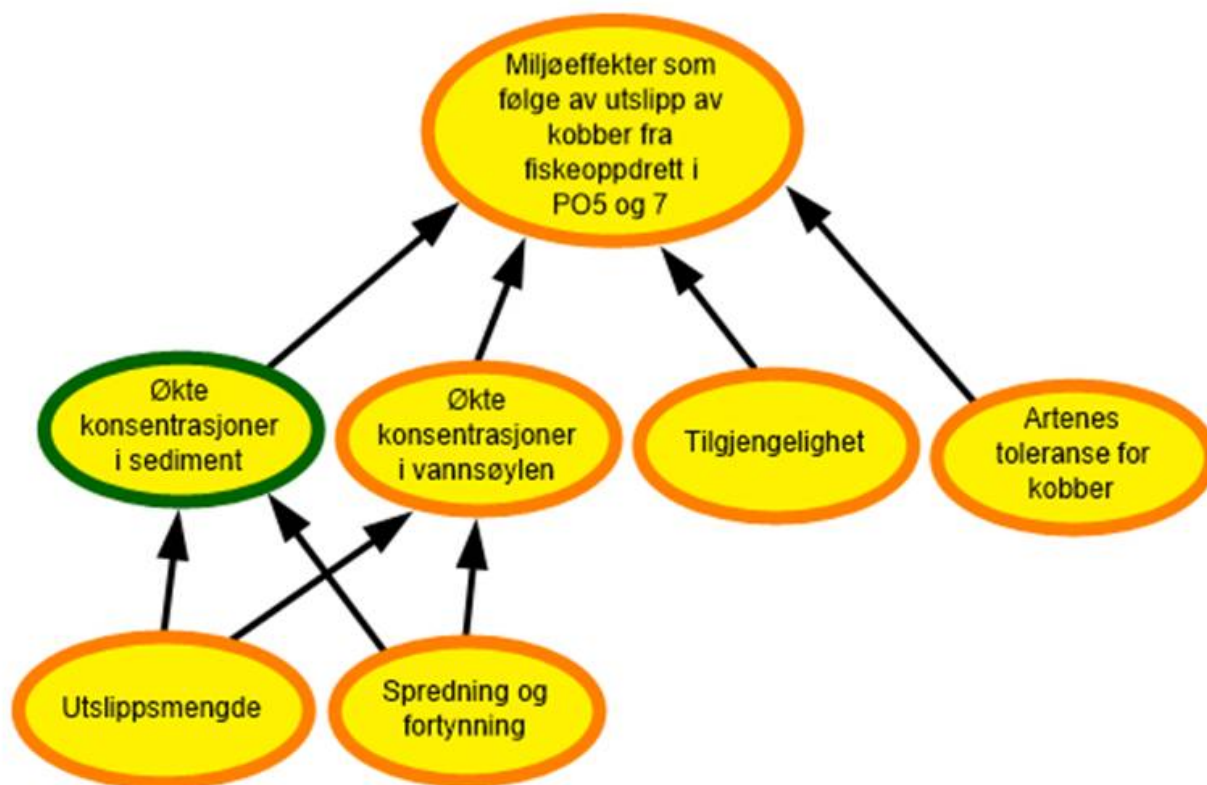 Miljøeffekter som
følge av utslipp av
kobber fra
fiskeoppdrett i
PO5 og 7
Økte
konsentrasjoner
i sediment
Økte
konsentrasjoner
i vannsøylen
Tilgjengelighet
Artenes
toleranse for
kobber
Utslippsmengde
Spredning og
fortynning